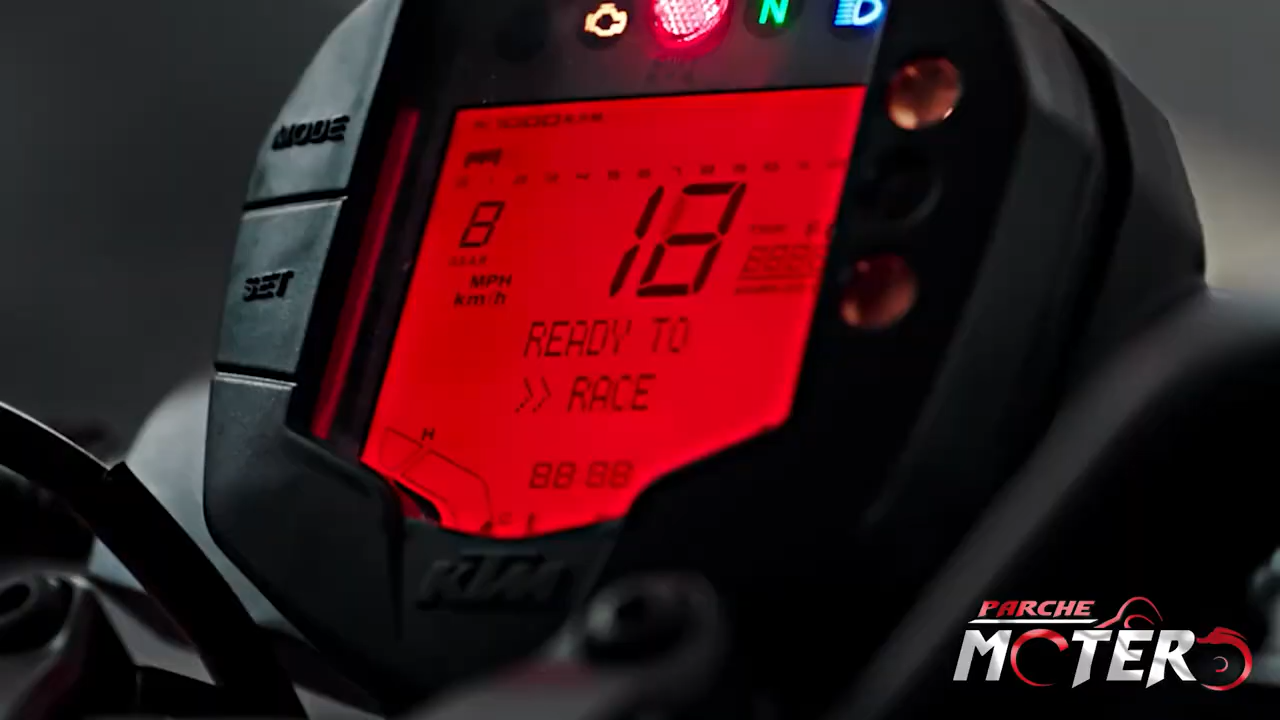 N
MODE
8
18
GEAR
MPH
km/h
SET
READY TO
>> RACE
H
88:88
KTM
PARCHE
MOTERO